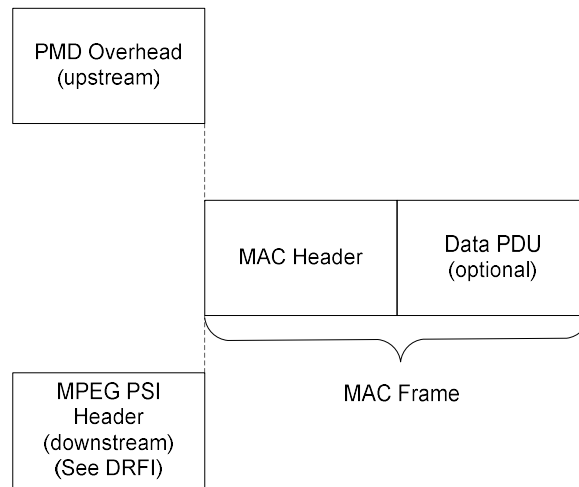 PMD Overhead
(upstream)
MAC Header
Data PDU
(optional)
MAC Frame
MPEG PSI
Header
(downstream)
(See DRFI)